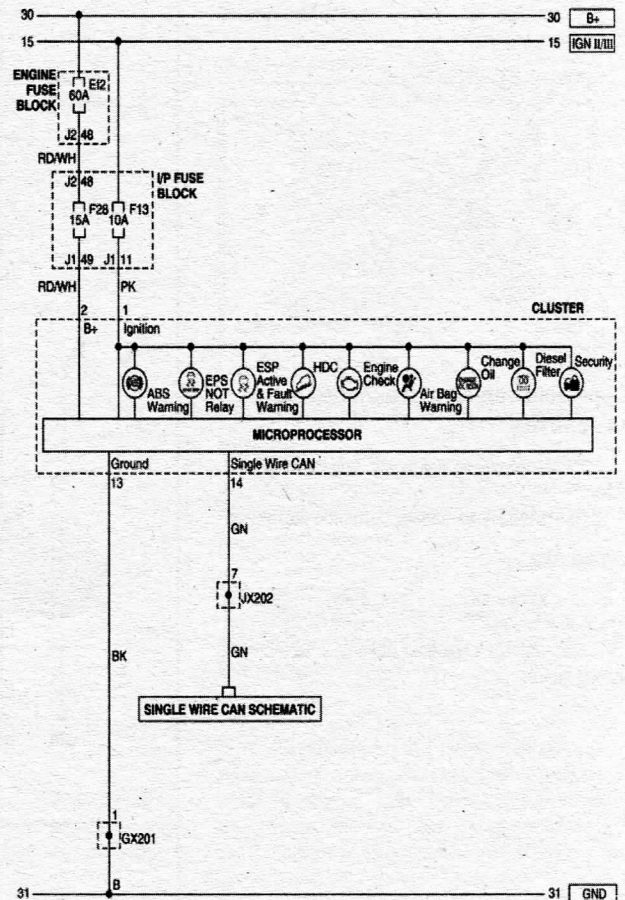 30
30
B+
15
15
IGN II/III
ENGINE
FUSE
BLOCK
EI2
60A
J2 48
RD/WH
J2 48
I/P FUSE
BLOCK
F28
15A
F13
10A
J1 49
J1 11
RD/WH
PK
2
1
CLUSTER
B+
Ignition
ABS
Warning
EPS
NOT
Relay
ESP
Active
& Fault
Warning
HDC
Engine
Check
Air Bag
Warning
Change
Oil
Diesel
Filter
Security
MICROPROCESSOR
Ground
Single Wire CAN
13
14
GN
7
JX202
BK
GN
SINGLE WIRE CAN SCHEMATIC
1
GX201
B
31
31
GND